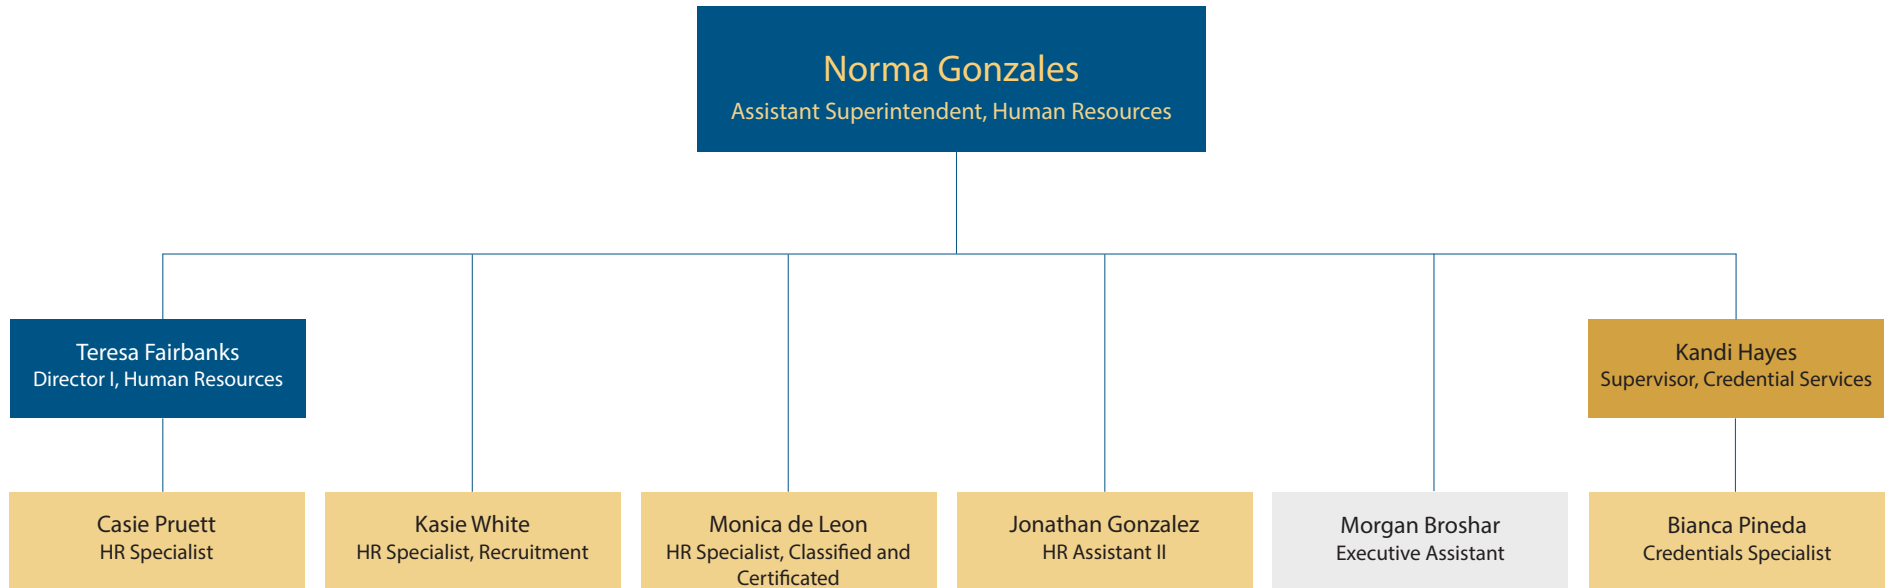 Norma Gonzales
Assistant Superintendent, Human Resources
Teresa Fairbanks
Director I, Human Resources
Kandi Hayes
Supervisor, Credential Services
Casie Pruett
HR Specialist
Kasie White
HR Specialist, Recruitment
Monica de Leon
HR Specialist, Classified and
Certificated
Jonathan Gonzalez
HR Assistant II
Morgan Broshar
Executive Assistant
Bianca Pineda
Credentials Specialist